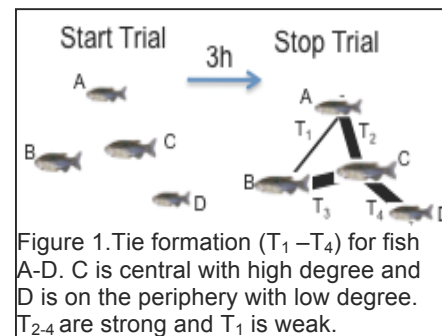 Start Trial
3h
Stop Trial
A
B
C
D
A
T1
T2
B
C
T3
T4
D
Figure 1.Tie formation (T1 –T4) for fish
A-D. C is central with high degree and
D is on the periphery with low degree.
T2-4 are strong and T1 is weak.